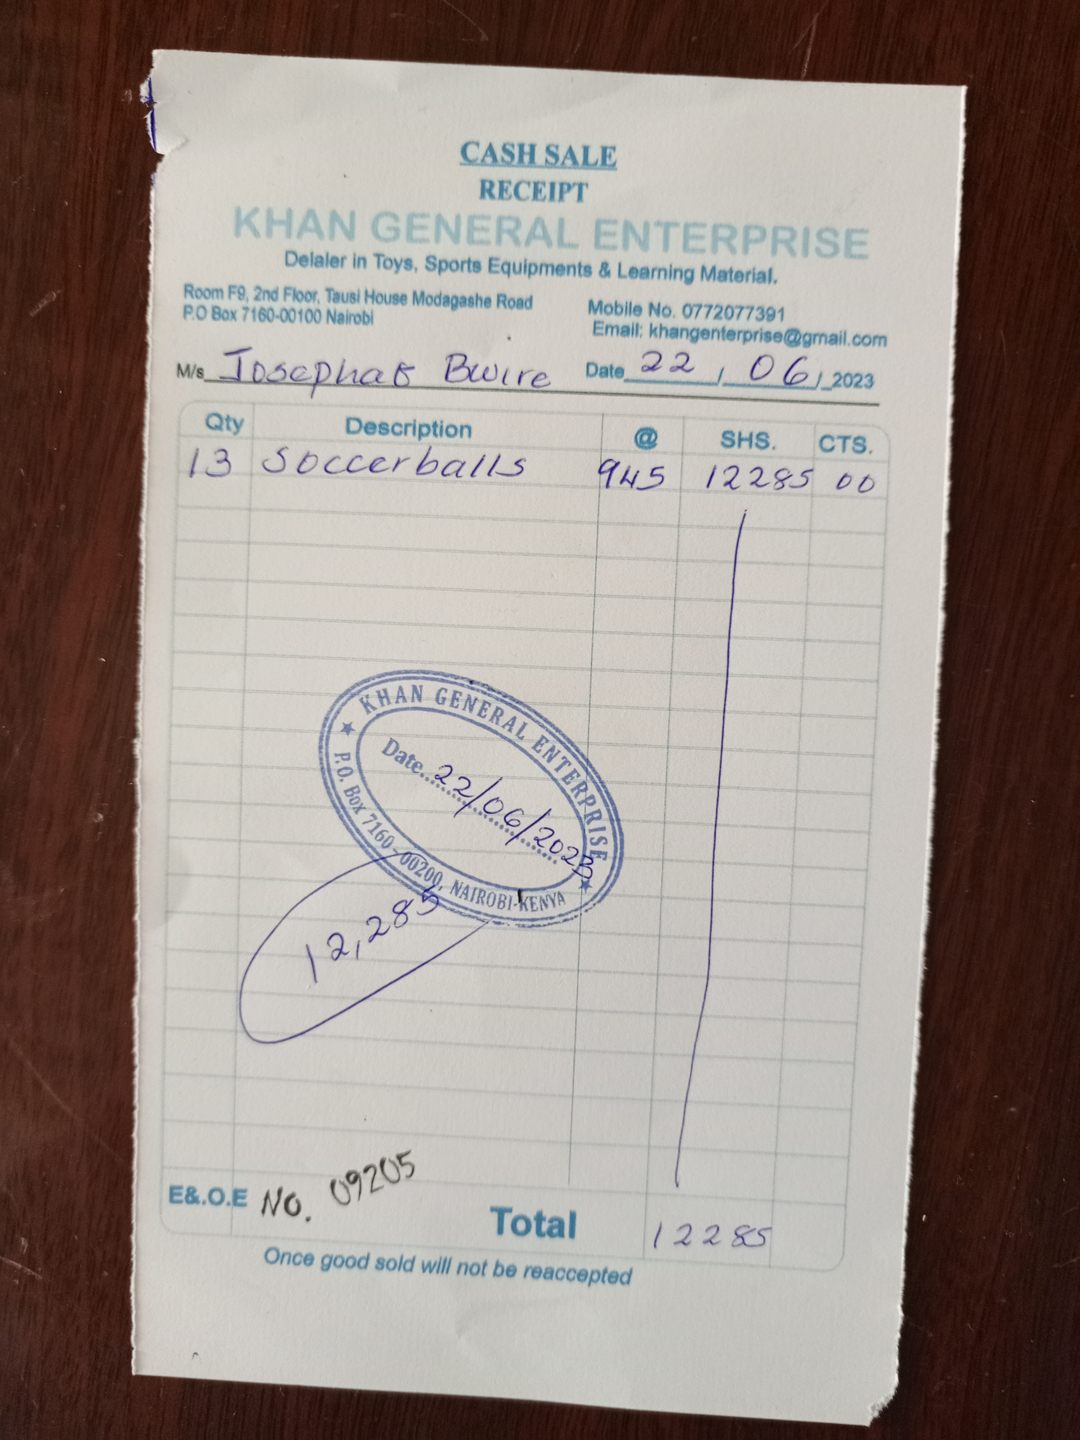 CASH SALE
RECEIPT
KHAN GENERAL ENTERPRISE
Delaler in Toys, Sports Equipments & Learning Material.
Room F9, 2nd Floor, Tausi House Modagashe Road
P.O Box 7160-00100 Nairobi
Mobile No. 0772077391
Email: khangenterprise@gmail.com
M/s Josephat Bwire Date 22 / 06 / 2023
Qty Description @ SHS. CTS.
13 Soccerballs 945 12285 00
KHAN GENERAL ENTERPRISE
Date 22/06/2023
P.O. Box 7160-00200, NAIROBI-KENYA
12,285
E&.O.E No. 09205
Total 12285
Once good sold will not be reaccepted